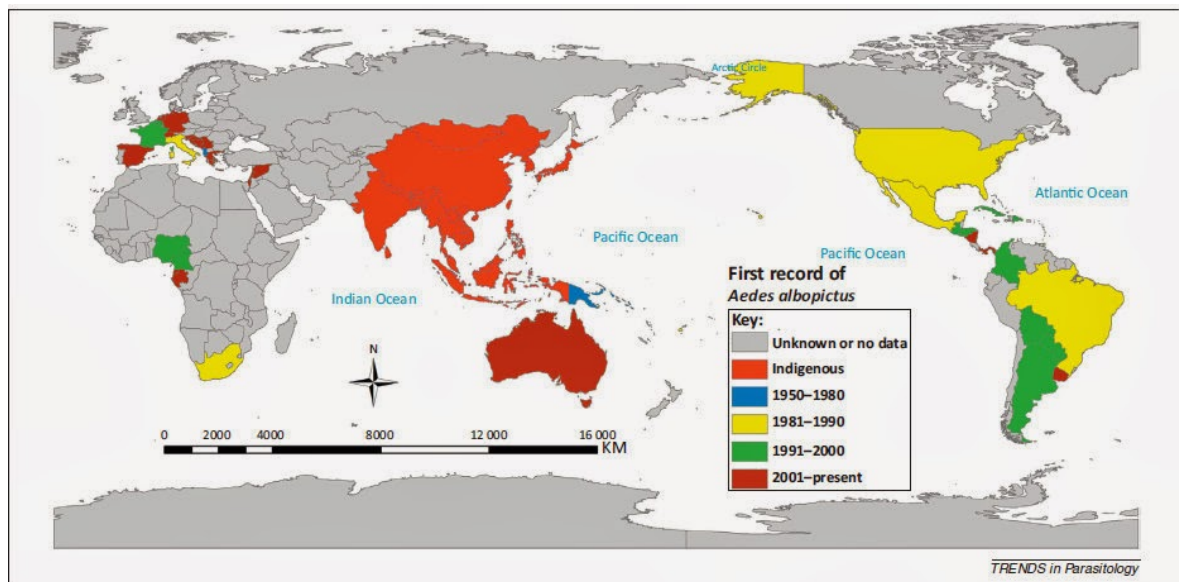 Arctic Circle
Atlantic Ocean
Pacific Ocean
Pacific Ocean
Indian Ocean
N
0 2000 4000 8000 12 000 16 000
KM
First record of
Aedes albopictus
Key:
Unknown or no data
Indigenous
1950–1980
1981–1990
1991–2000
2001–present
TRENDS in Parasitology